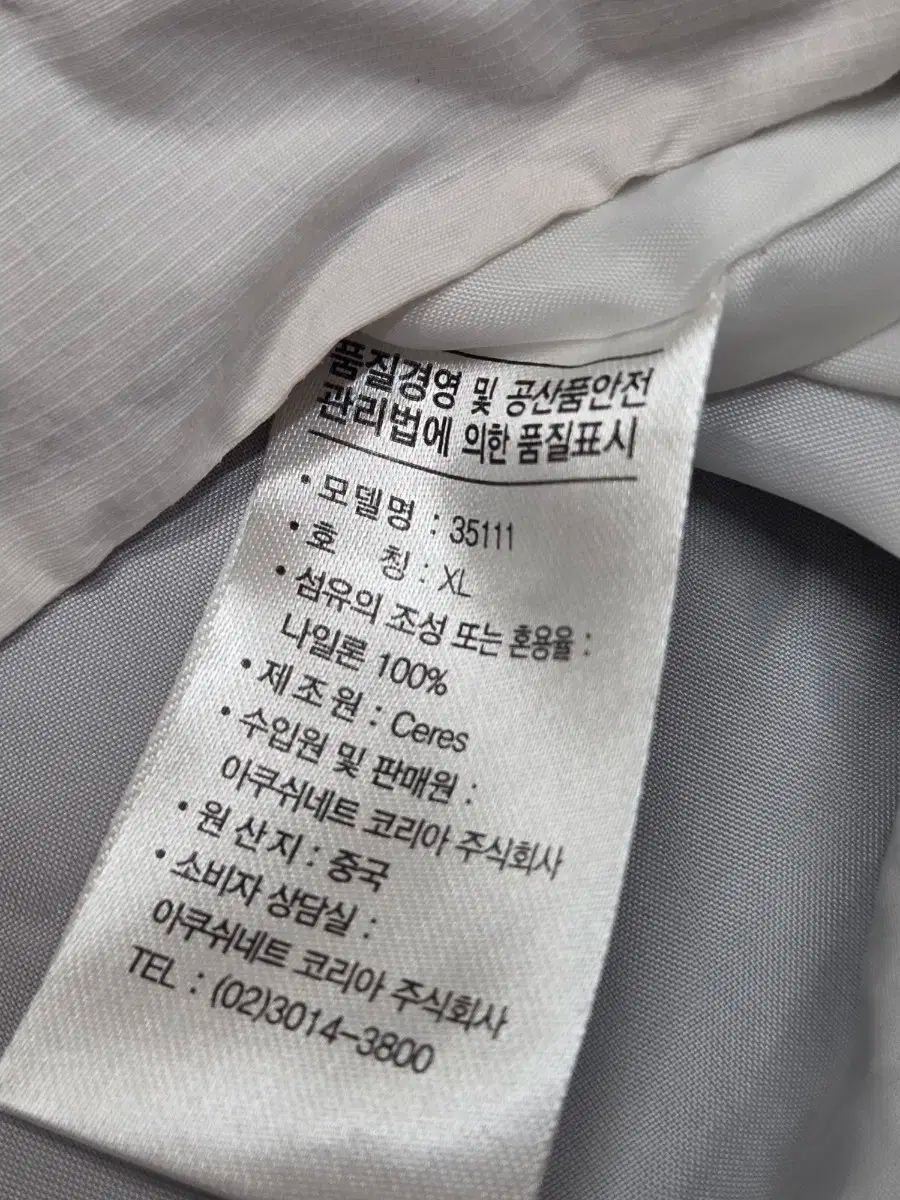 품질경영 및 공산품안전
관리법에 의한 품질표시
• 모델명 : 35111
• 호 칭 : XL
• 섬유의 조성 또는 혼용율 :
나일론 100%
• 제조원 : Ceres
• 수입원 및 판매원 :
아쿠쉬네트 코리아 주식회사
• 원산지 : 중국
• 소비자 상담실 :
아쿠쉬네트 코리아 주식회사
TEL : (02)3014-3800